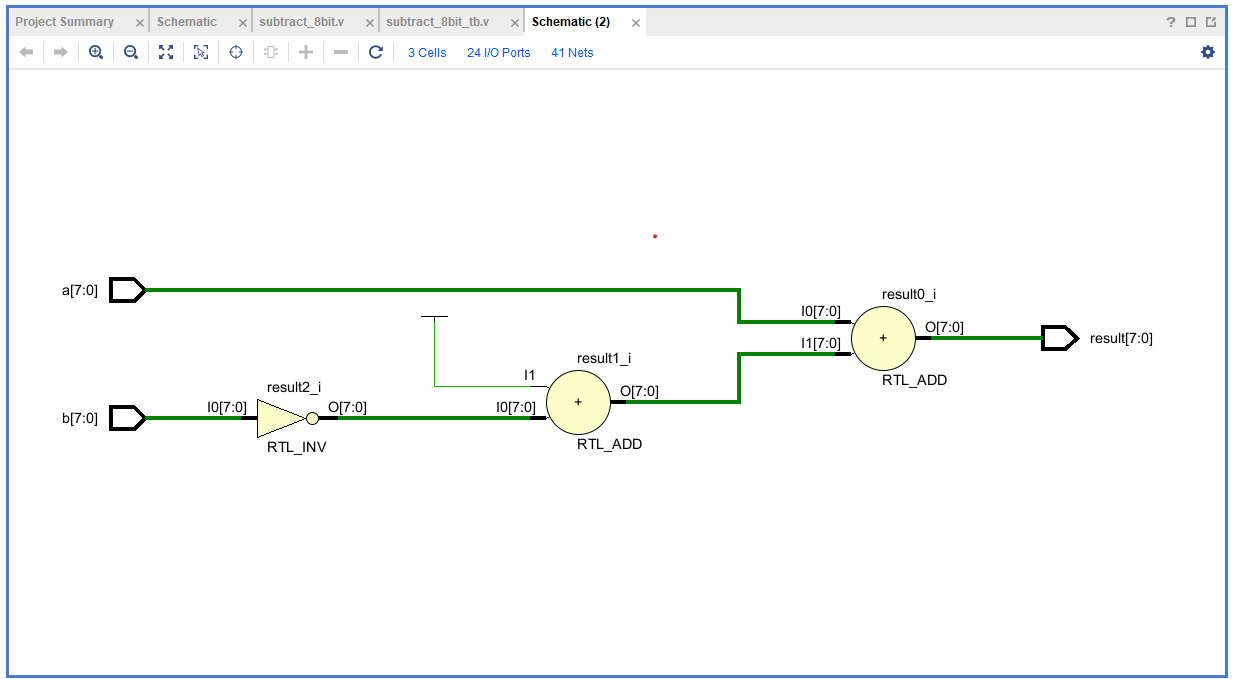 Project Summary × Schematic × subtract_8bit.v × subtract_8bit_tb.v × Schematic (2) × ?
3 Cells 24 I/O Ports 41 Nets
a[7:0]
result0_i
I0[7:0]
O[7:0]
I1[7:0]
+
result[7:0]
RTL_ADD
result1_i
I1
O[7:0]
+
I0[7:0]
RTL_ADD
result2_i
b[7:0]
I0[7:0]
O[7:0]
RTL_INV